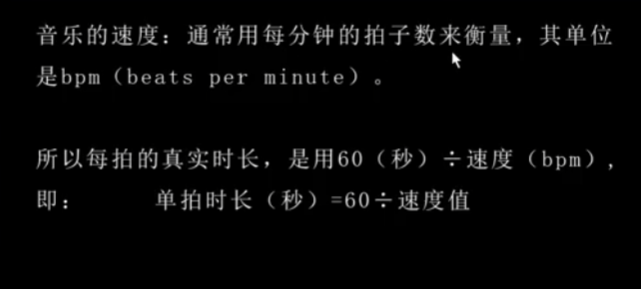 音乐的速度：通常用每分钟的拍子数来衡量，其单位
是bpm（beats per minute）。
所以每拍的真实时长，是用60（秒）÷速度（bpm），
即：　　单拍时长（秒）=60÷速度值